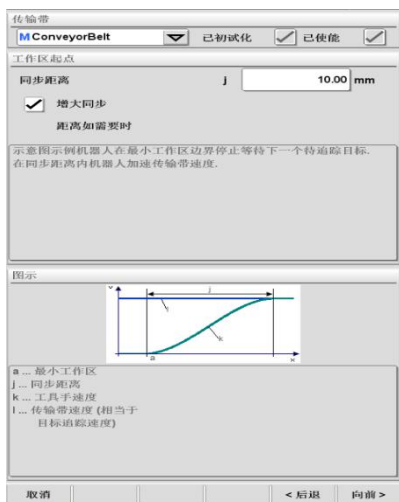 传输带
M ConveyorBelt 已初试化 已使能
工作区起点
同步距离 j 10.00 mm
增大同步
距离如需要时
示意图示例机器人在最小工作区边界停止等待下一个待追踪目标.
在同步距离内机器人加速传输带速度.
图示
v j
l
k
a x
a ... 最小工作区
j ... 同步距离
k ... 工具手速度
l ... 传输带速度 (相当于
目标追踪速度)
取消 < 后退 向前 >